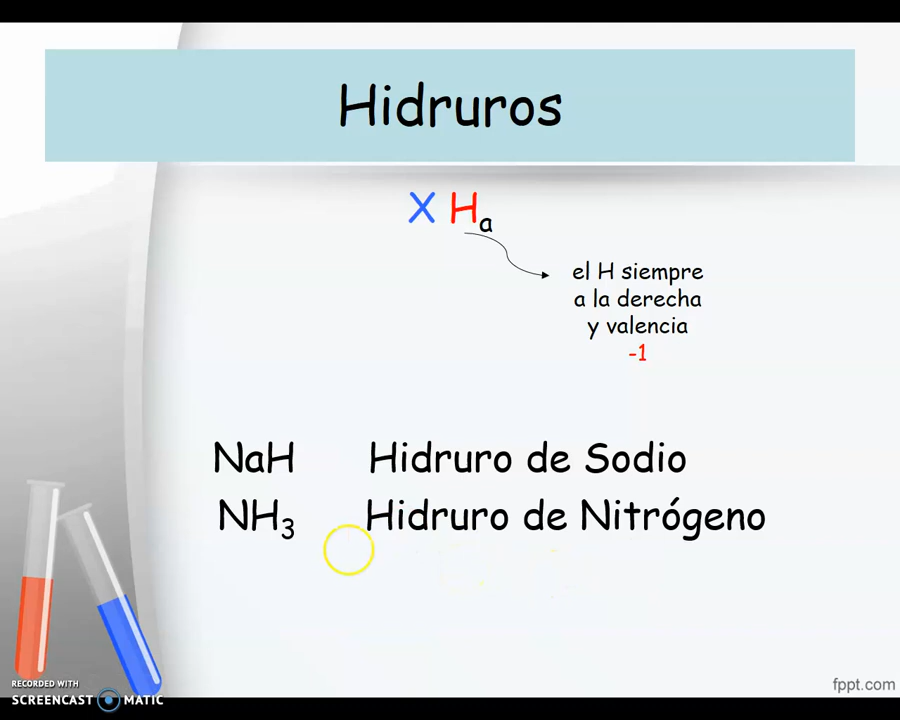 Hidruros
X Hₐ
el H siempre
a la derecha
y valencia
-1
NaH Hidruro de Sodio
NH₃ Hidruro de Nitrógeno
RECORDED WITH
SCREENCAST MATIC
fppt.com